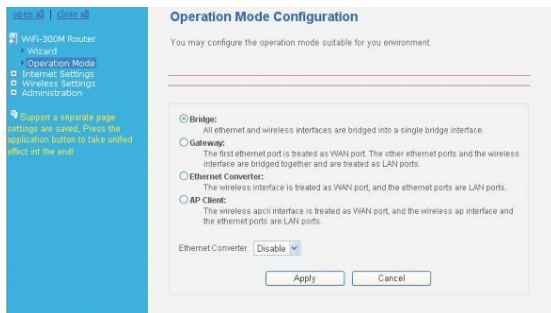 open all | close all
WiFi-300M Router
Wizard
Operation Mode
Internet Settings
Wireless Settings
Administration
Support a separate page
settings are saved, Press the
application button to take unified
effect int the end!
Operation Mode Configuration
You may configure the operation mode suitable for you environment.
Bridge:
All ethernet and wireless interfaces are bridged into a single bridge interface.
Gateway:
The first ethernet port is treated as WAN port. The other ethernet ports and the wireless
interface are bridged together and are treated as LAN ports.
Ethernet Converter:
The wireless interface is treated as WAN port, and the ethernet ports are LAN ports.
AP Client:
The wireless apcli interface is treated as WAN port, and the wireless ap interface and
the ethernet ports are LAN ports.
Ethernet Converter Disable
Apply Cancel